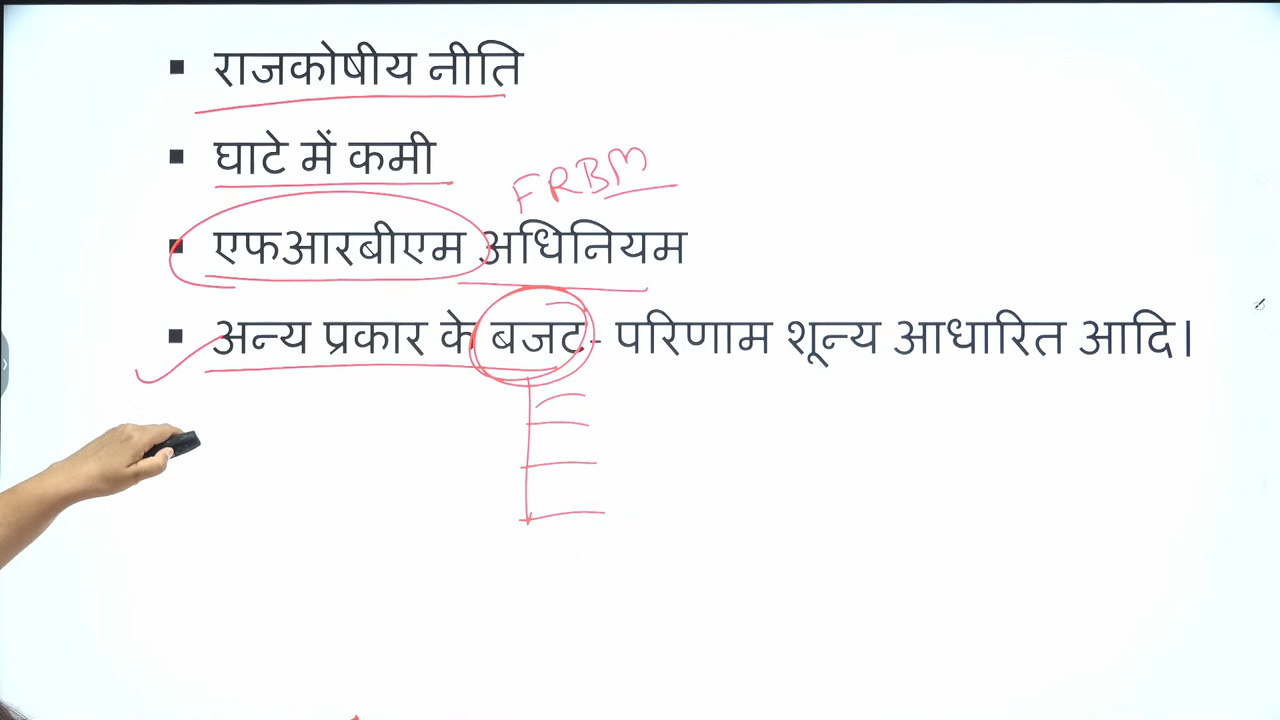 ▪ राजकोषीय नीति
▪ घाटे में कमी
FRBM
▪ एफआरबीएम अधिनियम
▪ अन्य प्रकार के बजट- परिणाम शून्य आधारित आदि।